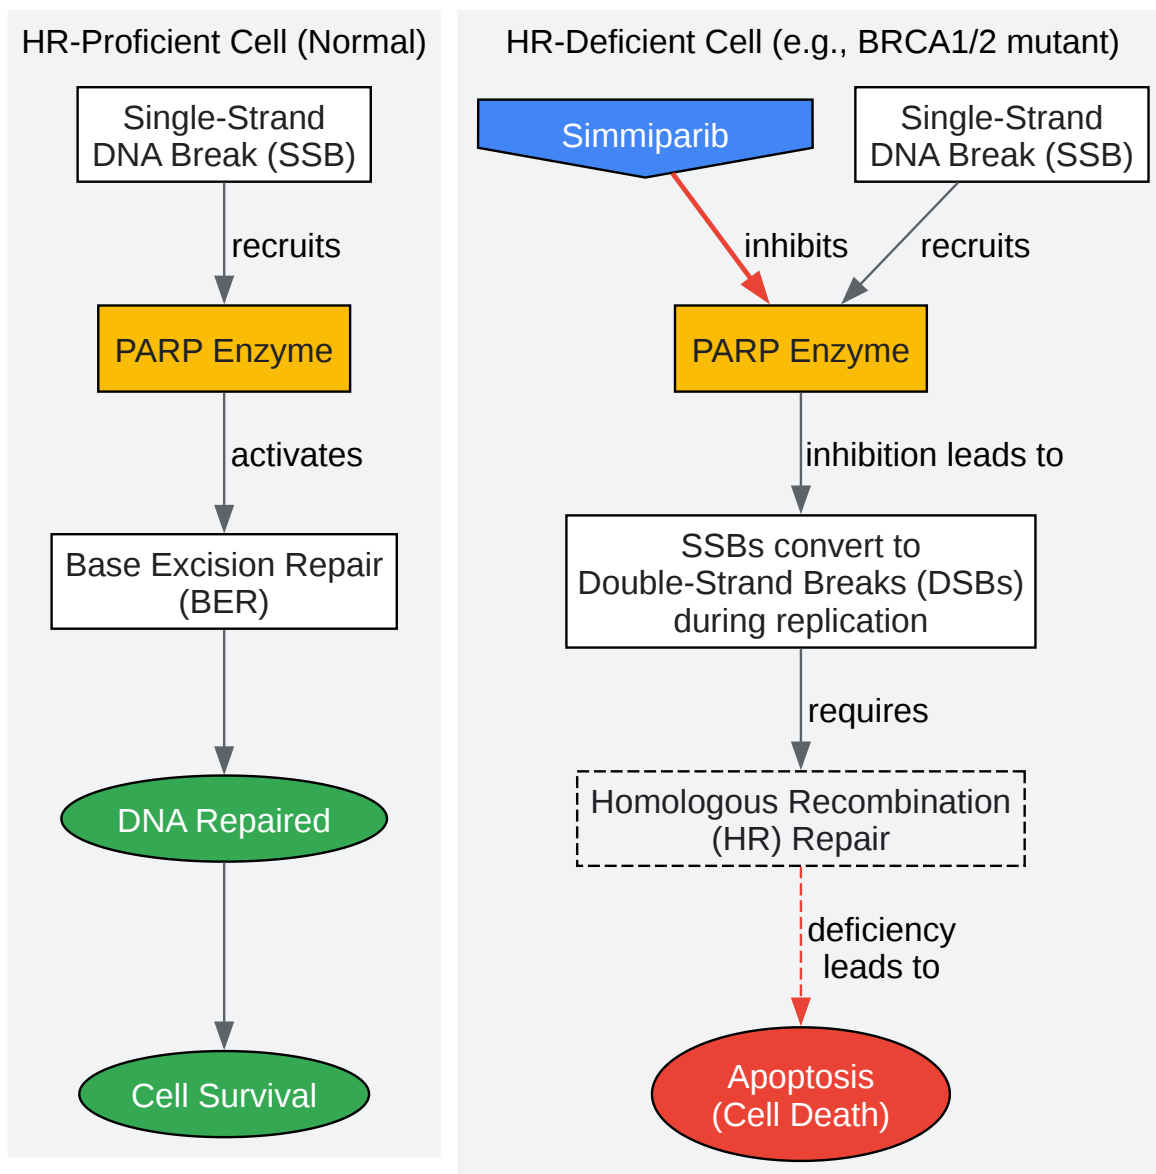 HR-Proficient Cell (Normal)
Single-Strand
DNA Break (SSB)
recruits
PARP Enzyme
activates
Base Excision Repair
(BER)
DNA Repaired
Cell Survival
HR-Deficient Cell (e.g., BRCA1/2 mutant)
Simmiparib
Single-Strand
DNA Break (SSB)
inhibits
recruits
PARP Enzyme
inhibition leads to
SSBs convert to
Double-Strand Breaks (DSBs)
during replication
requires
Homologous Recombination
(HR) Repair
deficiency
leads to
Apoptosis
(Cell Death)